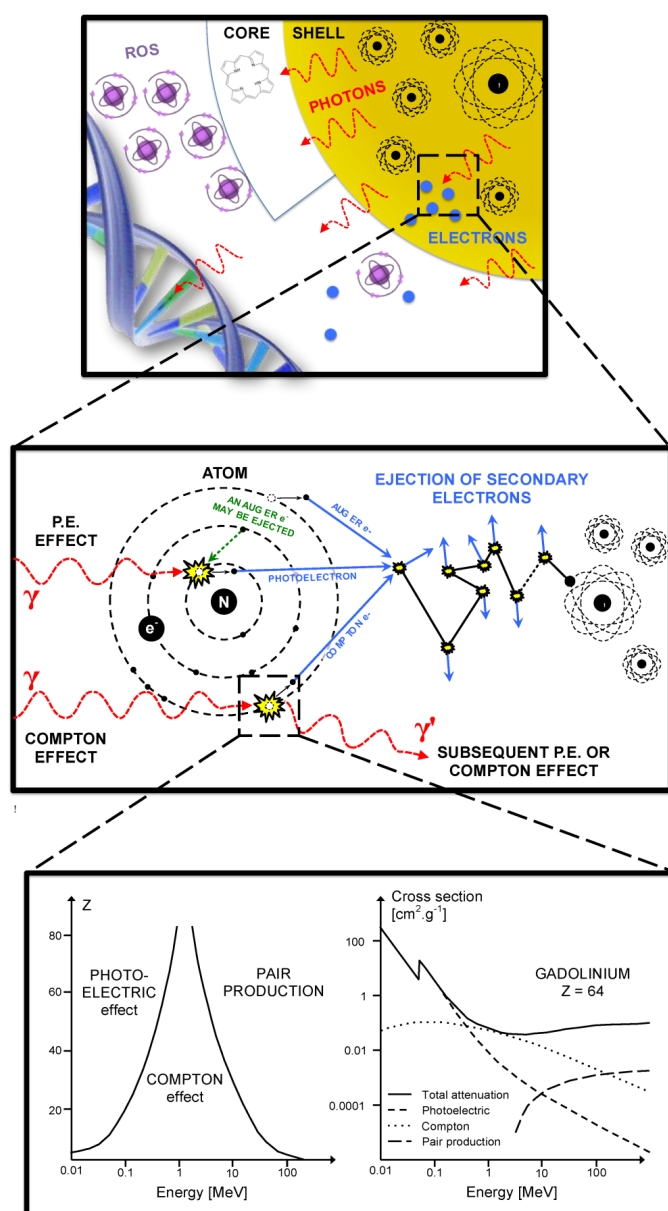 ROS
CORE
SHELL
PHOTONS
ELECTRONS
ATOM
P.E.
EFFECT
γ
AN AUGER e-
MAY BE EJECTED
AUGER e-
EJECTION OF SECONDARY
ELECTRONS
PHOTOELECTRON
N
e-
COMPTON e-
γ
COMPTON
EFFECT
γ'
SUBSEQUENT P.E. OR
COMPTON EFFECT
!
Z
80
60
40
20
PHOTO-
ELECTRIC
effect
PAIR
PRODUCTION
COMPTON
effect
0.01
0.1
1
10
100
Energy [MeV]
Cross section
[cm².g⁻¹]
100
1
0.01
0.0001
GADOLINIUM
Z = 64
Total attenuation
Photoelectric
Compton
Pair production
0.01
0.1
1
10
100
Energy [MeV]